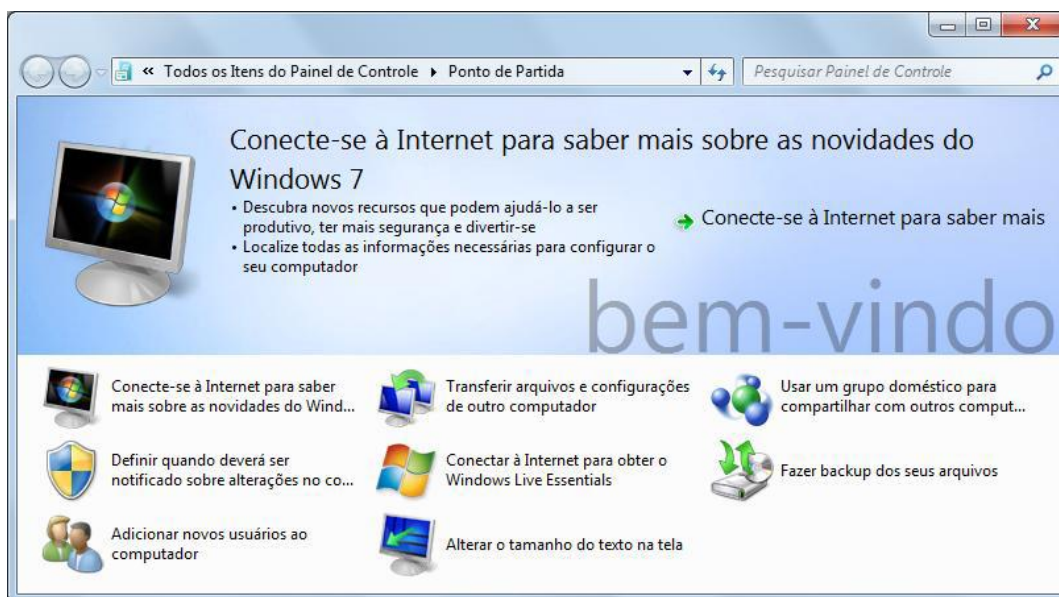 « Todos os Itens do Painel de Controle ▸ Ponto de Partida
Pesquisar Painel de Controle
Conecte-se à Internet para saber mais sobre as novidades do
Windows 7
• Descubra novos recursos que podem ajudá-lo a ser
produtivo, ter mais segurança e divertir-se
• Localize todas as informações necessárias para configurar o
seu computador
Conecte-se à Internet para saber mais
bem-vindo
Conecte-se à Internet para saber
mais sobre as novidades do Wind...
Transferir arquivos e configurações
de outro computador
Usar um grupo doméstico para
compartilhar com outros comput...
Definir quando deverá ser
notificado sobre alterações no co...
Conectar à Internet para obter o
Windows Live Essentials
Fazer backup dos seus arquivos
Adicionar novos usuários ao
computador
Alterar o tamanho do texto na tela